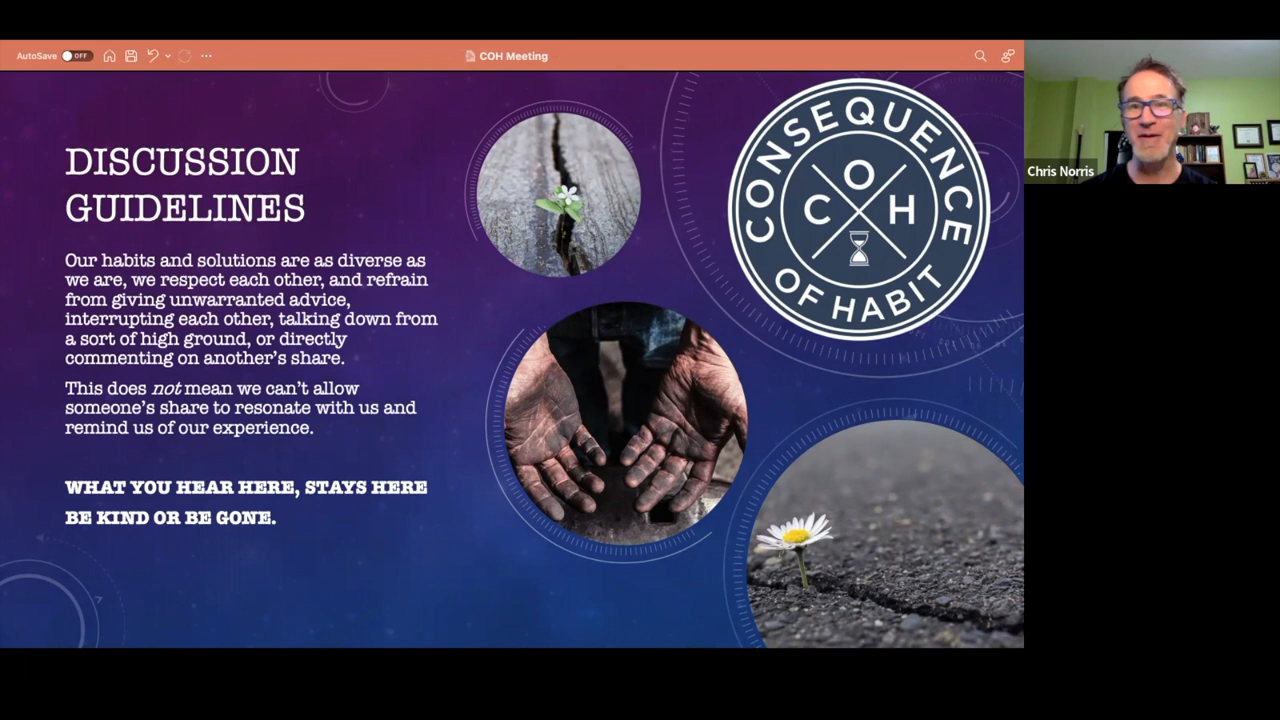 AutoSave OFF
COH Meeting
DISCUSSION
GUIDELINES
Our habits and solutions are as diverse as
we are, we respect each other, and refrain
from giving unwarranted advice,
interrupting each other, talking down from
a sort of high ground, or directly
commenting on another's share.
This does not mean we can't allow
someone's share to resonate with us and
remind us of our experience.
WHAT YOU HEAR HERE, STAYS HERE
BE KIND OR BE GONE.
CONSEQUENCE
C O H
OF HABIT
Chris Norris